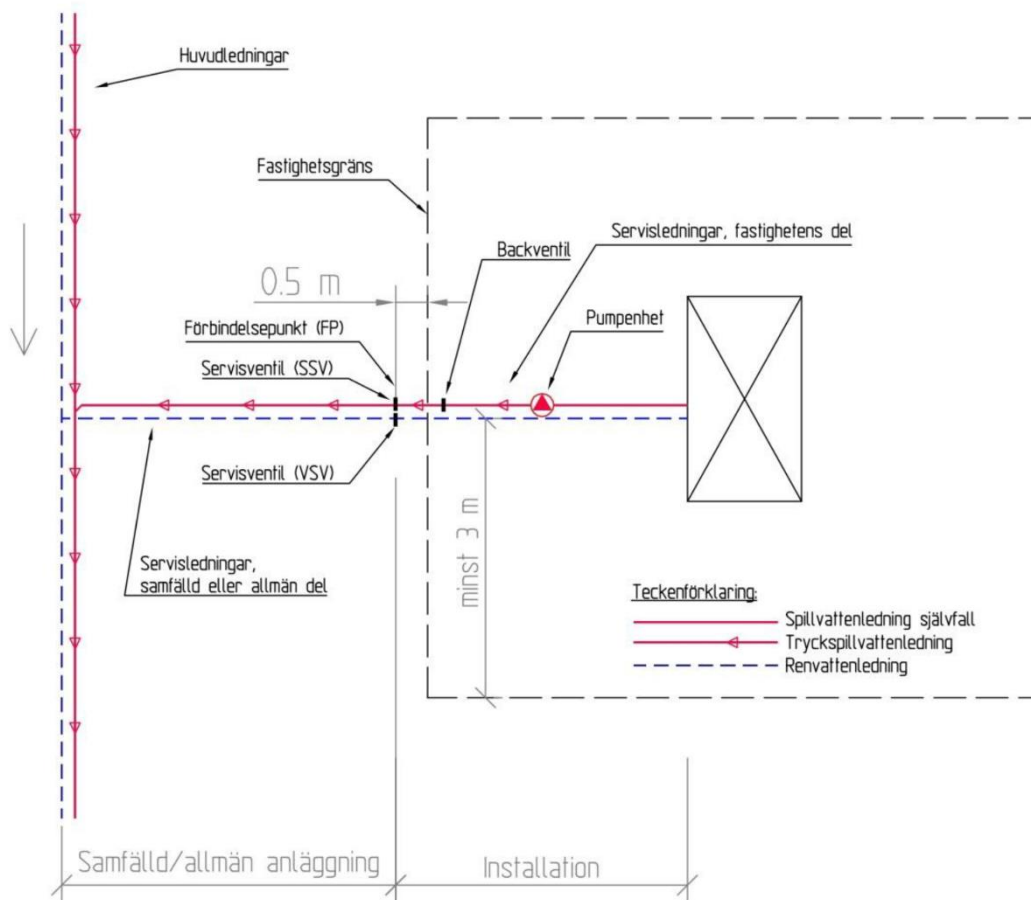 Huvudledningar
Fastighetsgräns
Servisledningar, fastighetens del
Backventil
0.5 m
Pumpenhet
Förbindelsepunkt (FP)
Servisventil (SSV)
Servisventil (VSV)
minst 3 m
Servisledningar,
samfälld eller allmän del
Teckenförklaring:
Spillvattenledning självfall
Tryckspillvattenledning
Renvattenledning
Samfälld/allmän anläggning
Installation